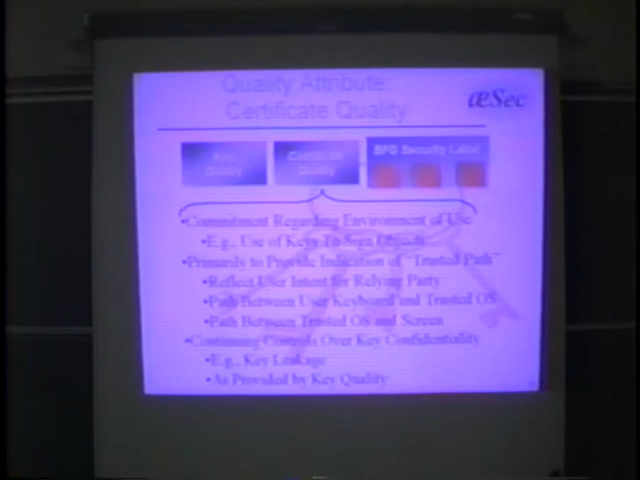 Quality Attribute:
Certificate Quality
æSec
Key
Quality
Certificate
Quality
BFG Security Label
•Commitment Regarding Environment of Use
•E.g., Use of Keys To Sign Objects
•Primarily to Provide Indication of "Trusted Path"
•Reflect User Intent for Relying Party
•Path Between User Keyboard and Trusted OS
•Path Between Trusted OS and Screen
•Continuing Controls Over Key Confidentiality
•E.g., Key Leakage
•As Provided by Key Quality